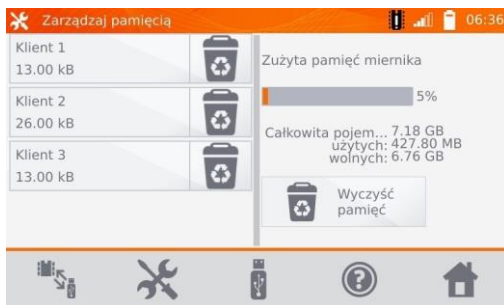 Zarządzaj pamięcią
06:36
Klient 1
13.00 kB
Klient 2
26.00 kB
Klient 3
13.00 kB
Zużyta pamięć miernika
5%
Całkowita pojem... 7.18 GB
użytych: 427.80 MB
wolnych: 6.76 GB
Wyczyść
pamięć